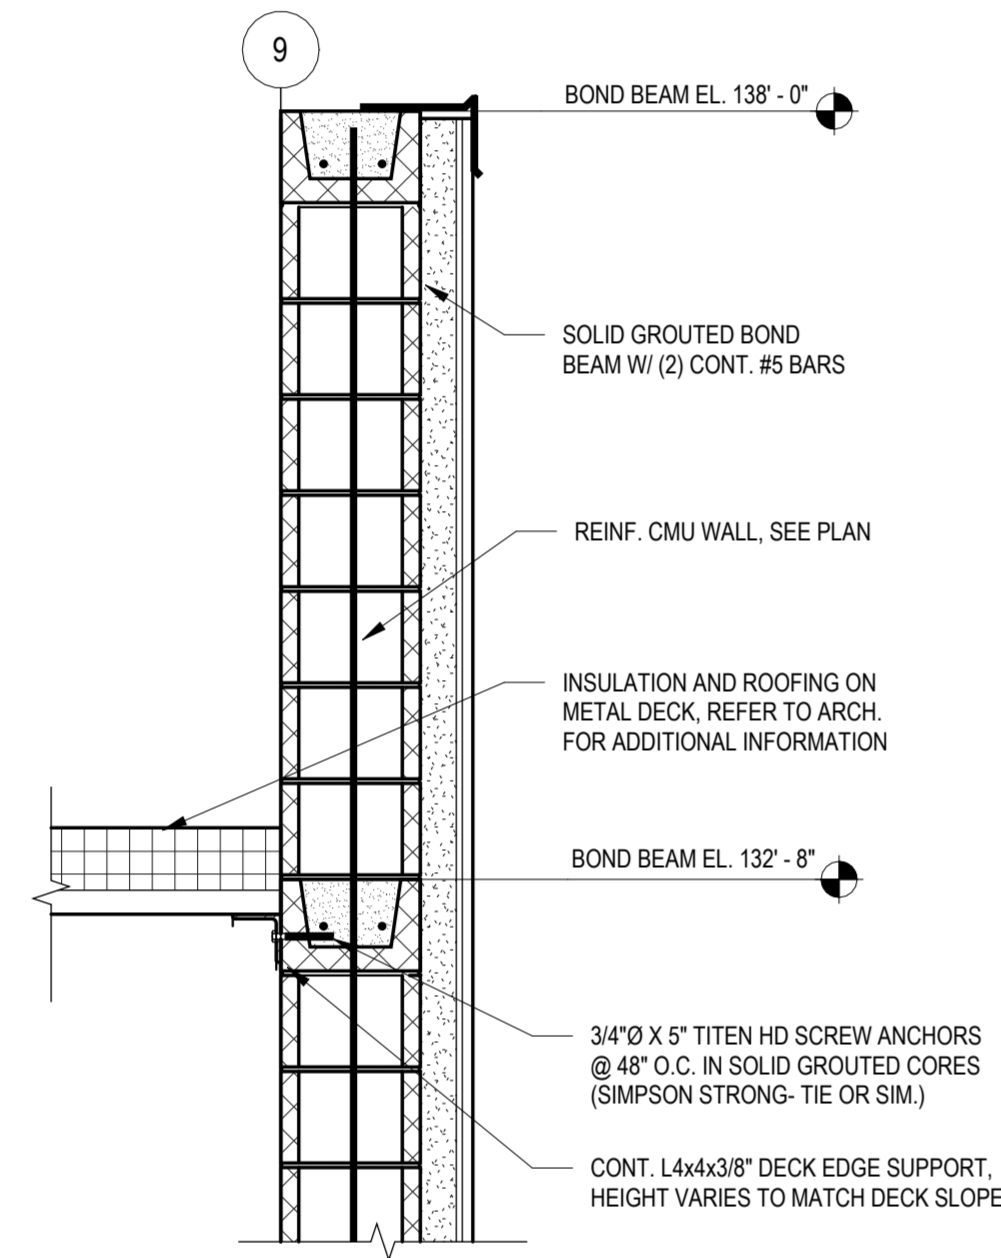 9
BOND BEAM EL. 138' - 0"
SOLID GROUTED BOND
BEAM W/ (2) CONT. #5 BARS
REINF. CMU WALL, SEE PLAN
INSULATION AND ROOFING ON
METAL DECK, REFER TO ARCH.
FOR ADDITIONAL INFORMATION
BOND BEAM EL. 132' - 8"
3/4"Ø X 5" TITEN HD SCREW ANCHORS
@ 48" O.C. IN SOLID GROUTED CORES
(SIMPSON STRONG- TIE OR SIM.)
CONT. L4x4x3/8" DECK EDGE SUPPORT,
HEIGHT VARIES TO MATCH DECK SLOPE